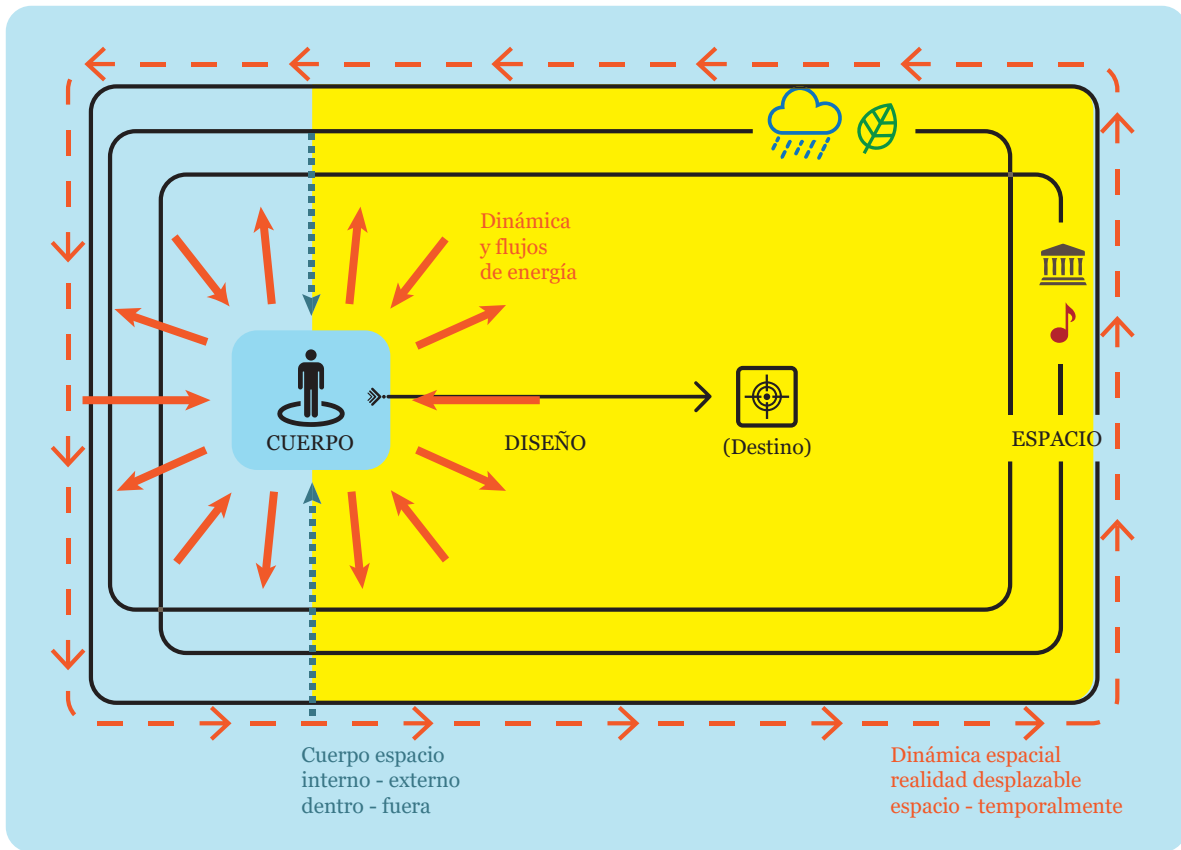 Dinámica
y flujos
de energía
CUERPO
DISEÑO
(Destino)
ESPACIO
Cuerpo espacio
interno - externo
dentro - fuera
Dinámica espacial
realidad desplazable
espacio - temporalmente